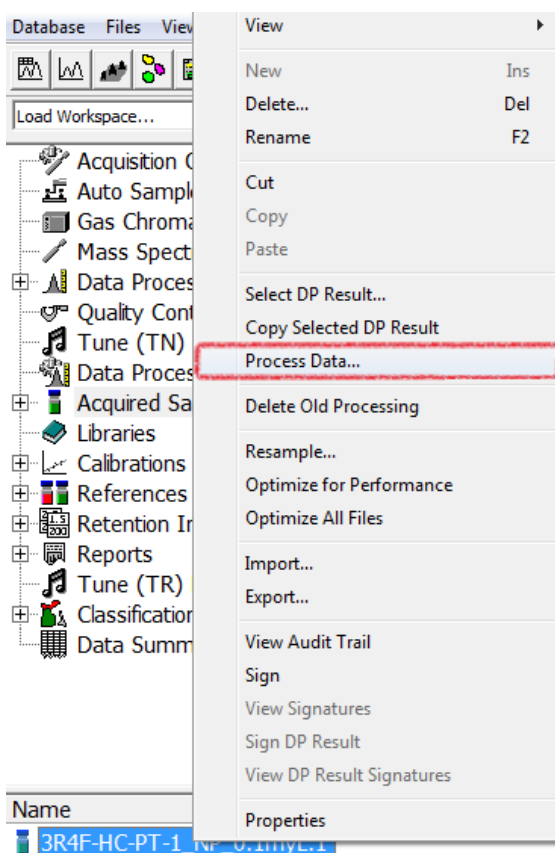 Database Files View
Load Workspace...
Acquisition
Auto Sampl
Gas Chroma
Mass Spect
Data Proces
Quality Cont
Tune (TN)
Data Proces
Acquired Sa
Libraries
Calibrations
References
Retention In
Reports
Tune (TR)
Classification
Data Summ
Name
3R4F-HC-PT-1_NP_0.1myL.1
View
New Ins
Delete... Del
Rename F2
Cut
Copy
Paste
Select DP Result...
Copy Selected DP Result
Process Data...
Delete Old Processing
Resample...
Optimize for Performance
Optimize All Files
Import...
Export...
View Audit Trail
Sign
View Signatures
Sign DP Result
View DP Result Signatures
Properties